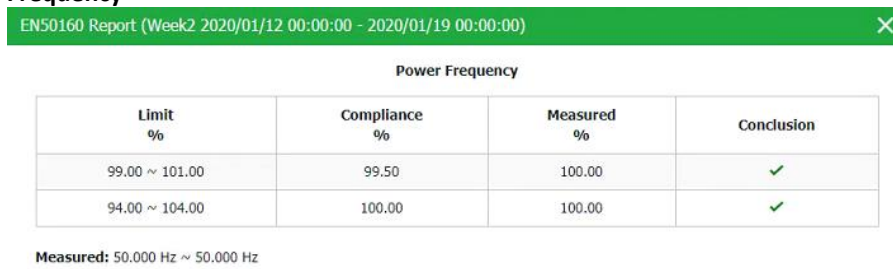 Frequency
EN50160 Report (Week2 2020/01/12 00:00:00 - 2020/01/19 00:00:00)
Power Frequency
Limit % Compliance % Measured % Conclusion
99.00 ~ 101.00 99.50 100.00 ✓
94.00 ~ 104.00 100.00 100.00 ✓
Measured: 50.000 Hz ~ 50.000 Hz